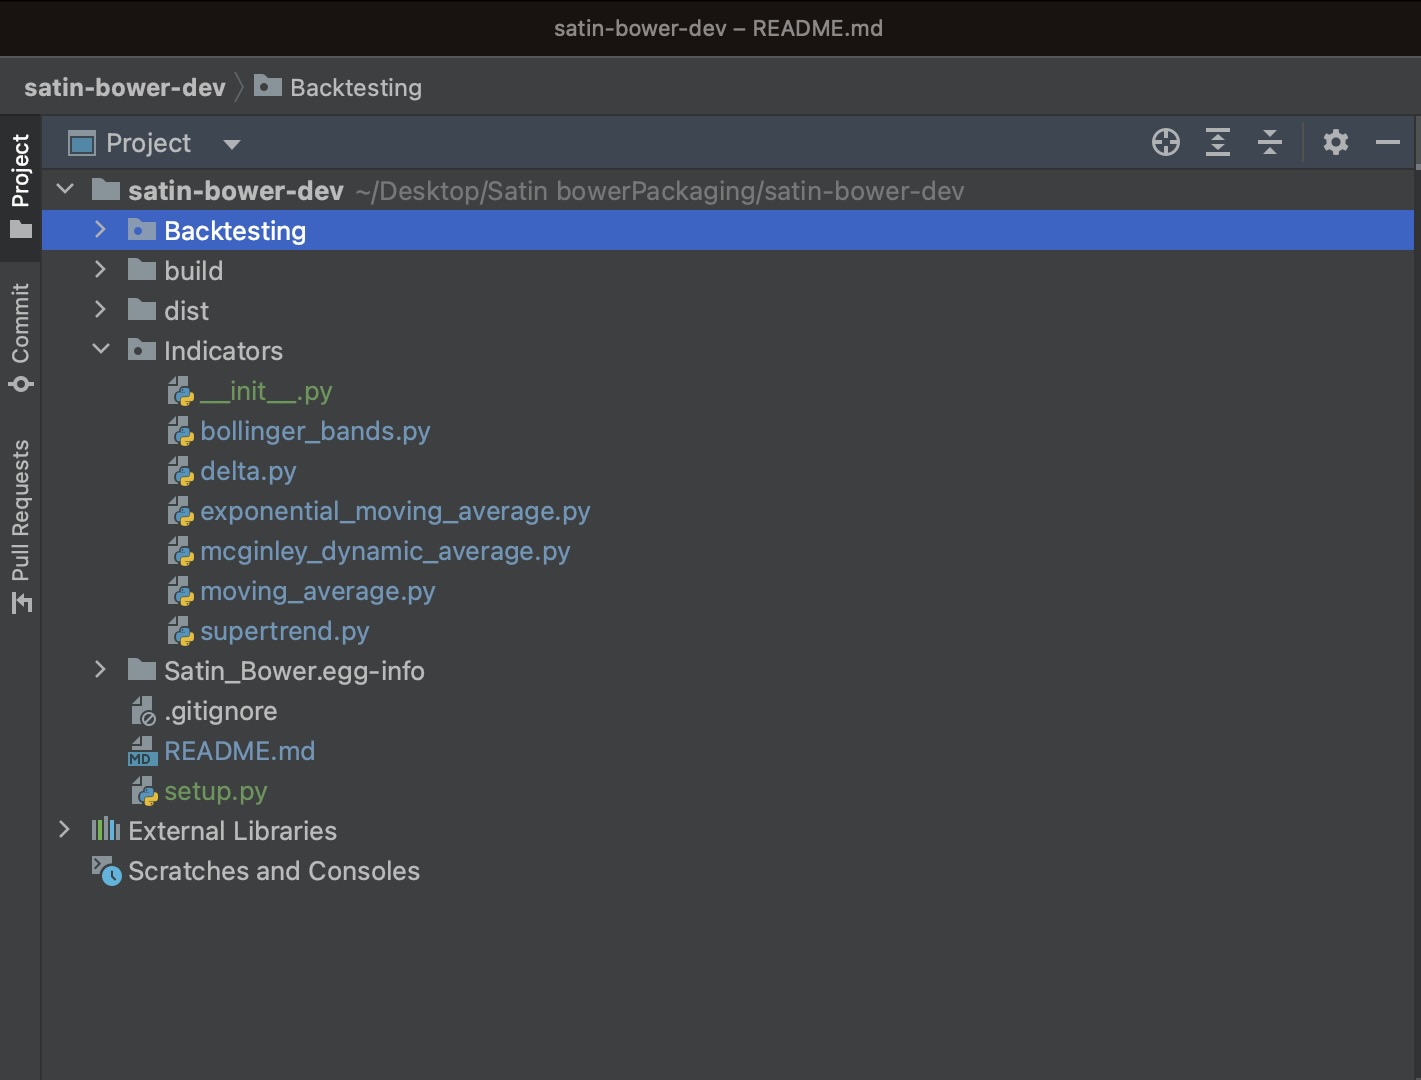 satin-bower-dev – README.md
satin-bower-dev Backtesting
Project
Project
satin-bower-dev ~/Desktop/Satin bowerPackaging/satin-bower-dev
Backtesting
build
dist
Indicators
__init__.py
bollinger_bands.py
delta.py
exponential_moving_average.py
mcginley_dynamic_average.py
moving_average.py
supertrend.py
Satin_Bower.egg-info
.gitignore
MD README.md
setup.py
External Libraries
Scratches and Consoles
Commit
Pull Requests